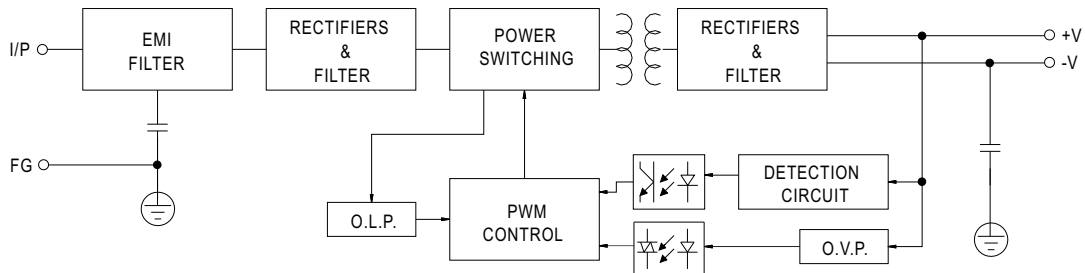 I/P
EMI
FILTER
RECTIFIERS
&
FILTER
POWER
SWITCHING
RECTIFIERS
&
FILTER
+V
-V
FG
O.L.P.
PWM
CONTROL
DETECTION
CIRCUIT
O.V.P.